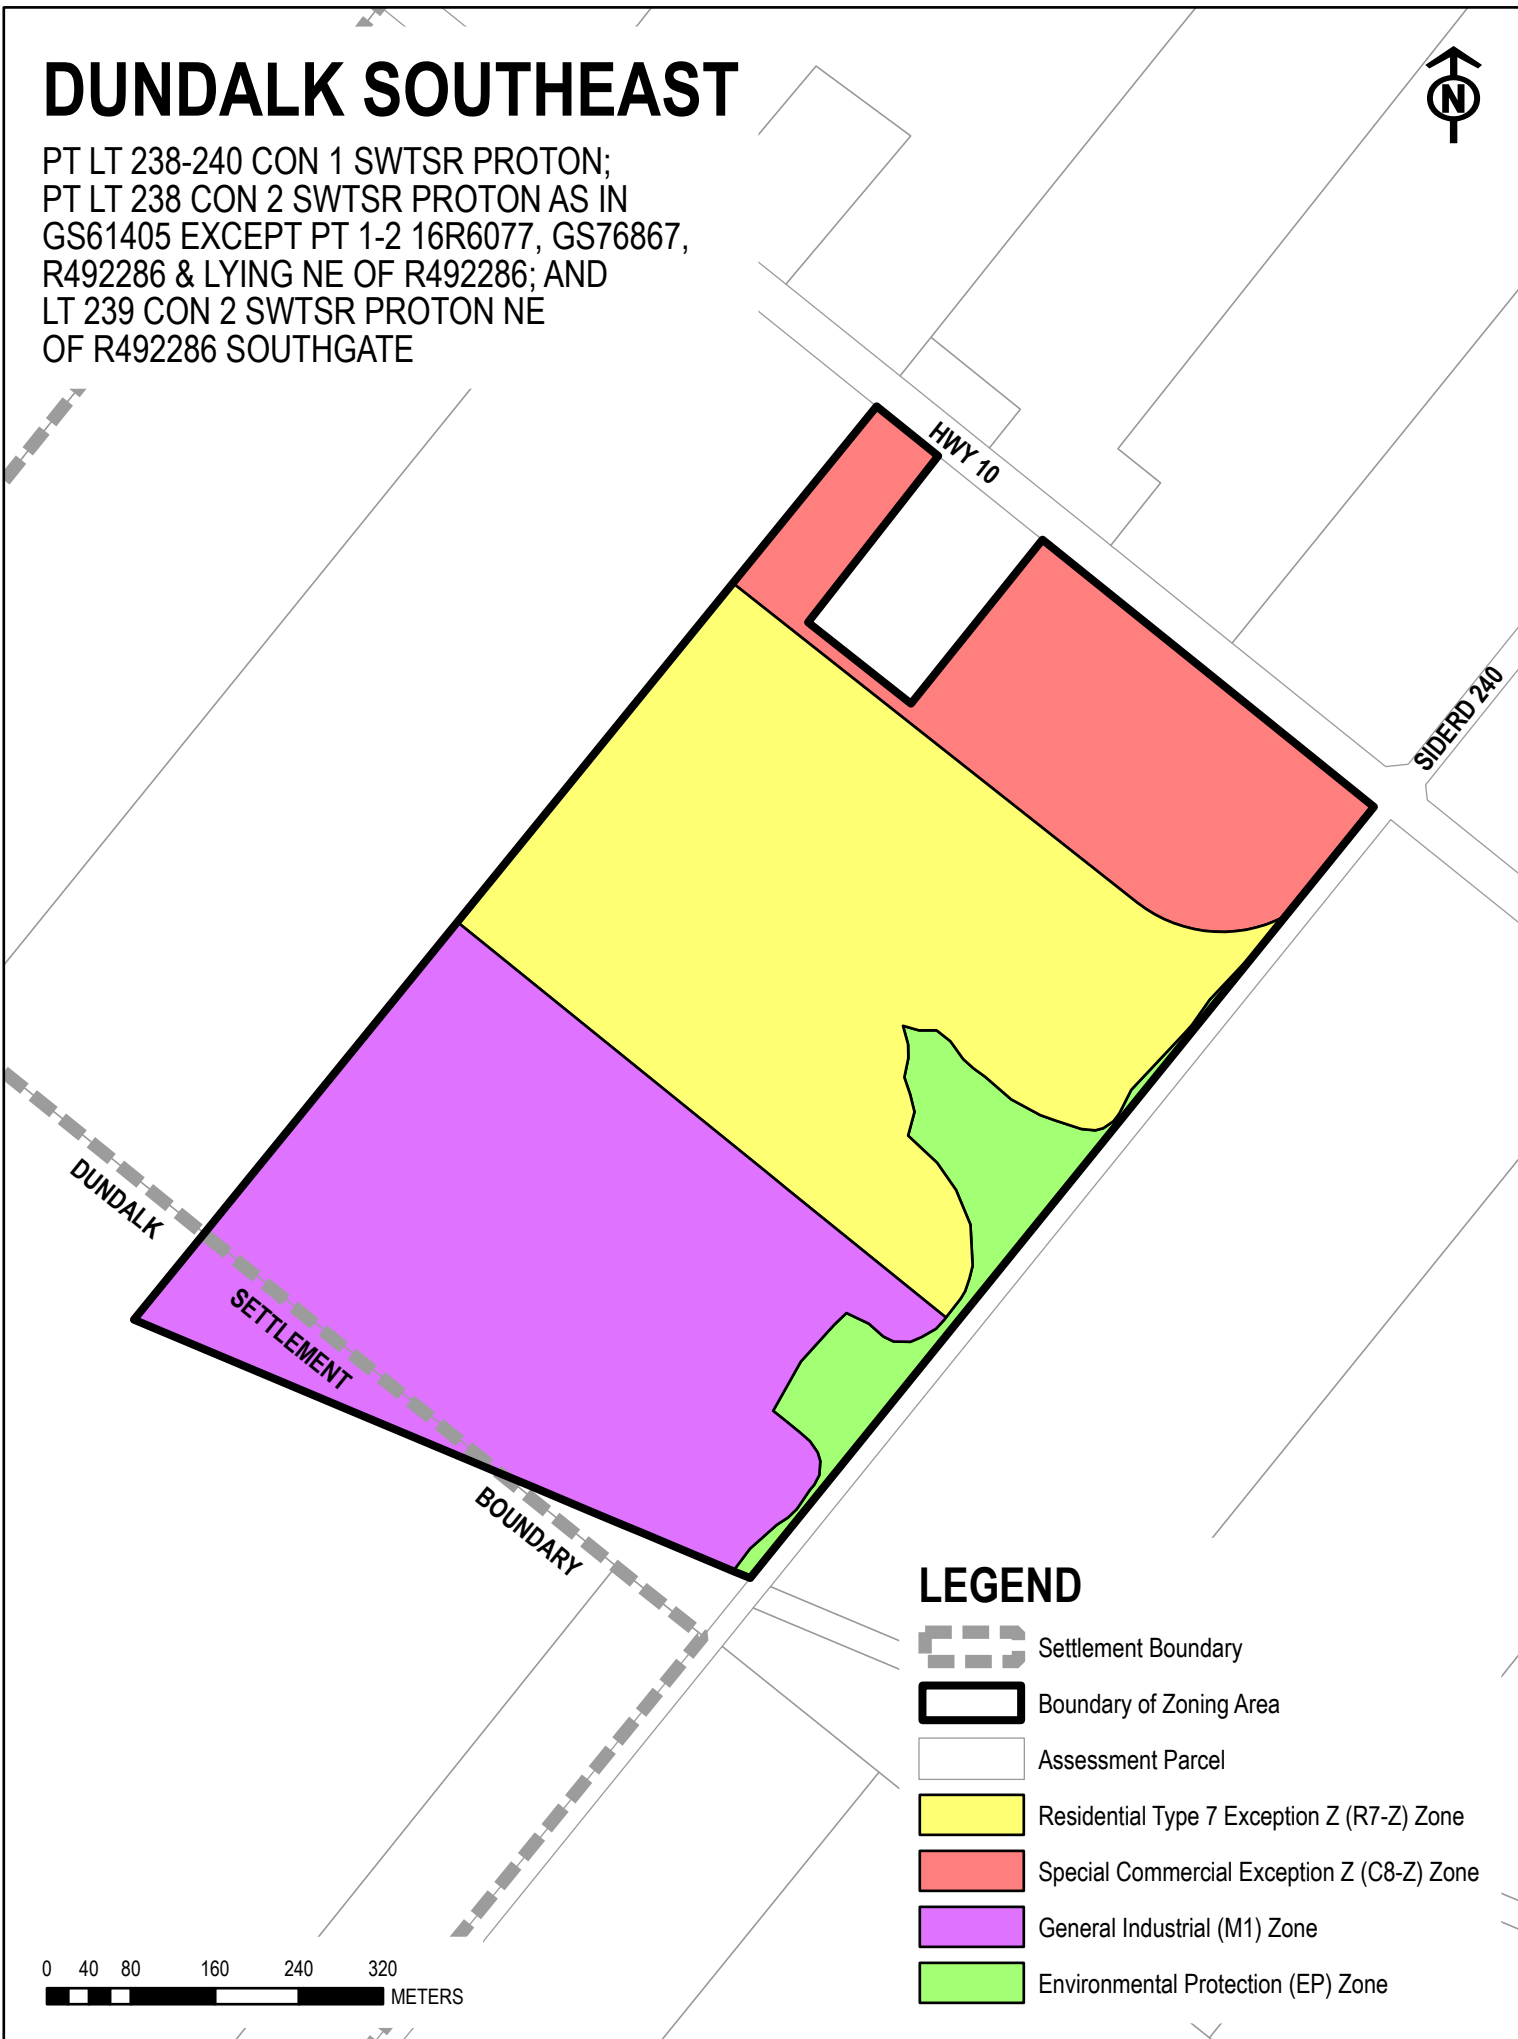 DUNDALK SOUTHEAST
PT LT 238-240 CON 1 SWTSR PROTON;
PT LT 238 CON 2 SWTSR PROTON AS IN
GS61405 EXCEPT PT 1-2 16R6077, GS76867,
R492286 & LYING NE OF R492286; AND
LT 239 CON 2 SWTSR PROTON NE
OF R492286 SOUTHGATE
N
HWY 10
SIDERD 240
DUNDALK
SETTLEMENT
BOUNDARY
LEGEND
Settlement Boundary
Boundary of Zoning Area
Assessment Parcel
Residential Type 7 Exception Z (R7-Z) Zone
Special Commercial Exception Z (C8-Z) Zone
General Industrial (M1) Zone
Environmental Protection (EP) Zone
0 40 80 160 240 320
METERS